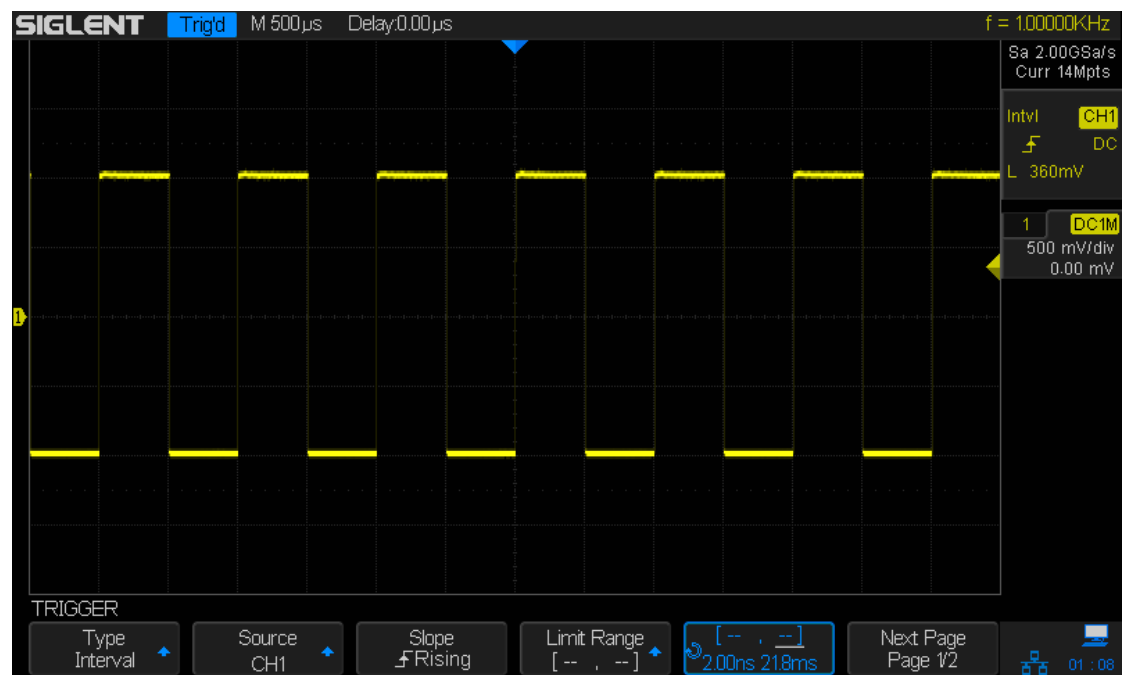 SIGLENT Trig'd M 500µs Delay:0.00µs f = 1.00000KHz
Sa 2.00GSa/s
Curr 14Mpts
Intvl CH1
DC
L 360mV
1 DC1M
500 mV/div
0.00 mV
1
TRIGGER
Type Source Slope Limit Range [ -- , --] Next Page
Interval CH1 Rising [ -- , --] 2.00ns 21.8ms Page 1/2
01 : 08